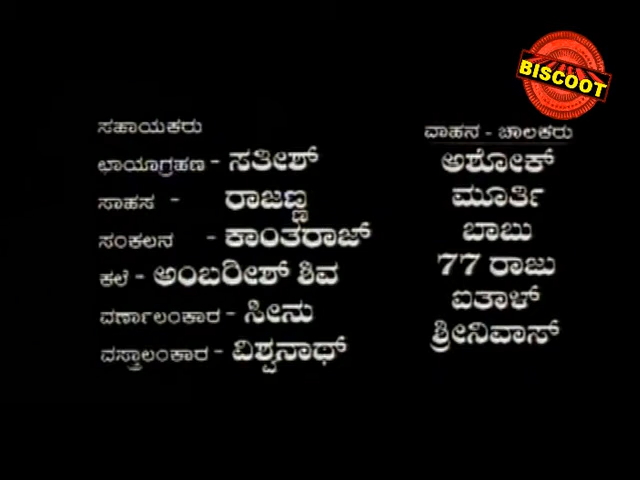 BISCOOT
ಸಹಾಯಕರು
ಛಾಯಾಗ್ರಹಣ - ಸತೀಶ್
ಸಾಹಸ - ರಾಜಣ್ಣ
ಸಂಕಲನ - ಕಾಂತರಾಜ್
ಕಲೆ - ಅಂಬರೀಶ್ ಶಿವ
ವರ್ಣಾಲಂಕಾರ - ಸೀನು
ವಸ್ತ್ರಾಲಂಕಾರ - ವಿಶ್ವನಾಥ್
ವಾಹನ - ಚಾಲಕರು
ಅಶೋಕ್
ಮೂರ್ತಿ
ಬಾಬು
77 ರಾಜು
ಐತಾಳ್
ಶ್ರೀನಿವಾಸ್